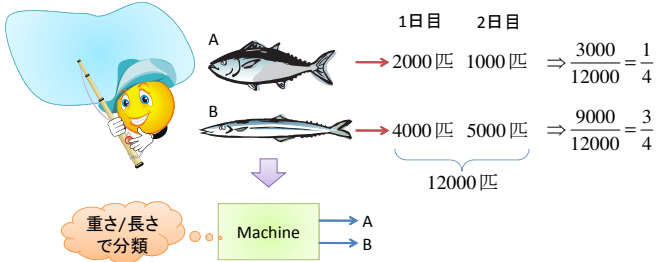 1日目 2日目
A
2000匹 1000匹 ⇒ 3000/12000 = 1/4
B
4000匹 5000匹 ⇒ 9000/12000 = 3/4
12000匹
重さ/長さ
で分類
Machine
A
B